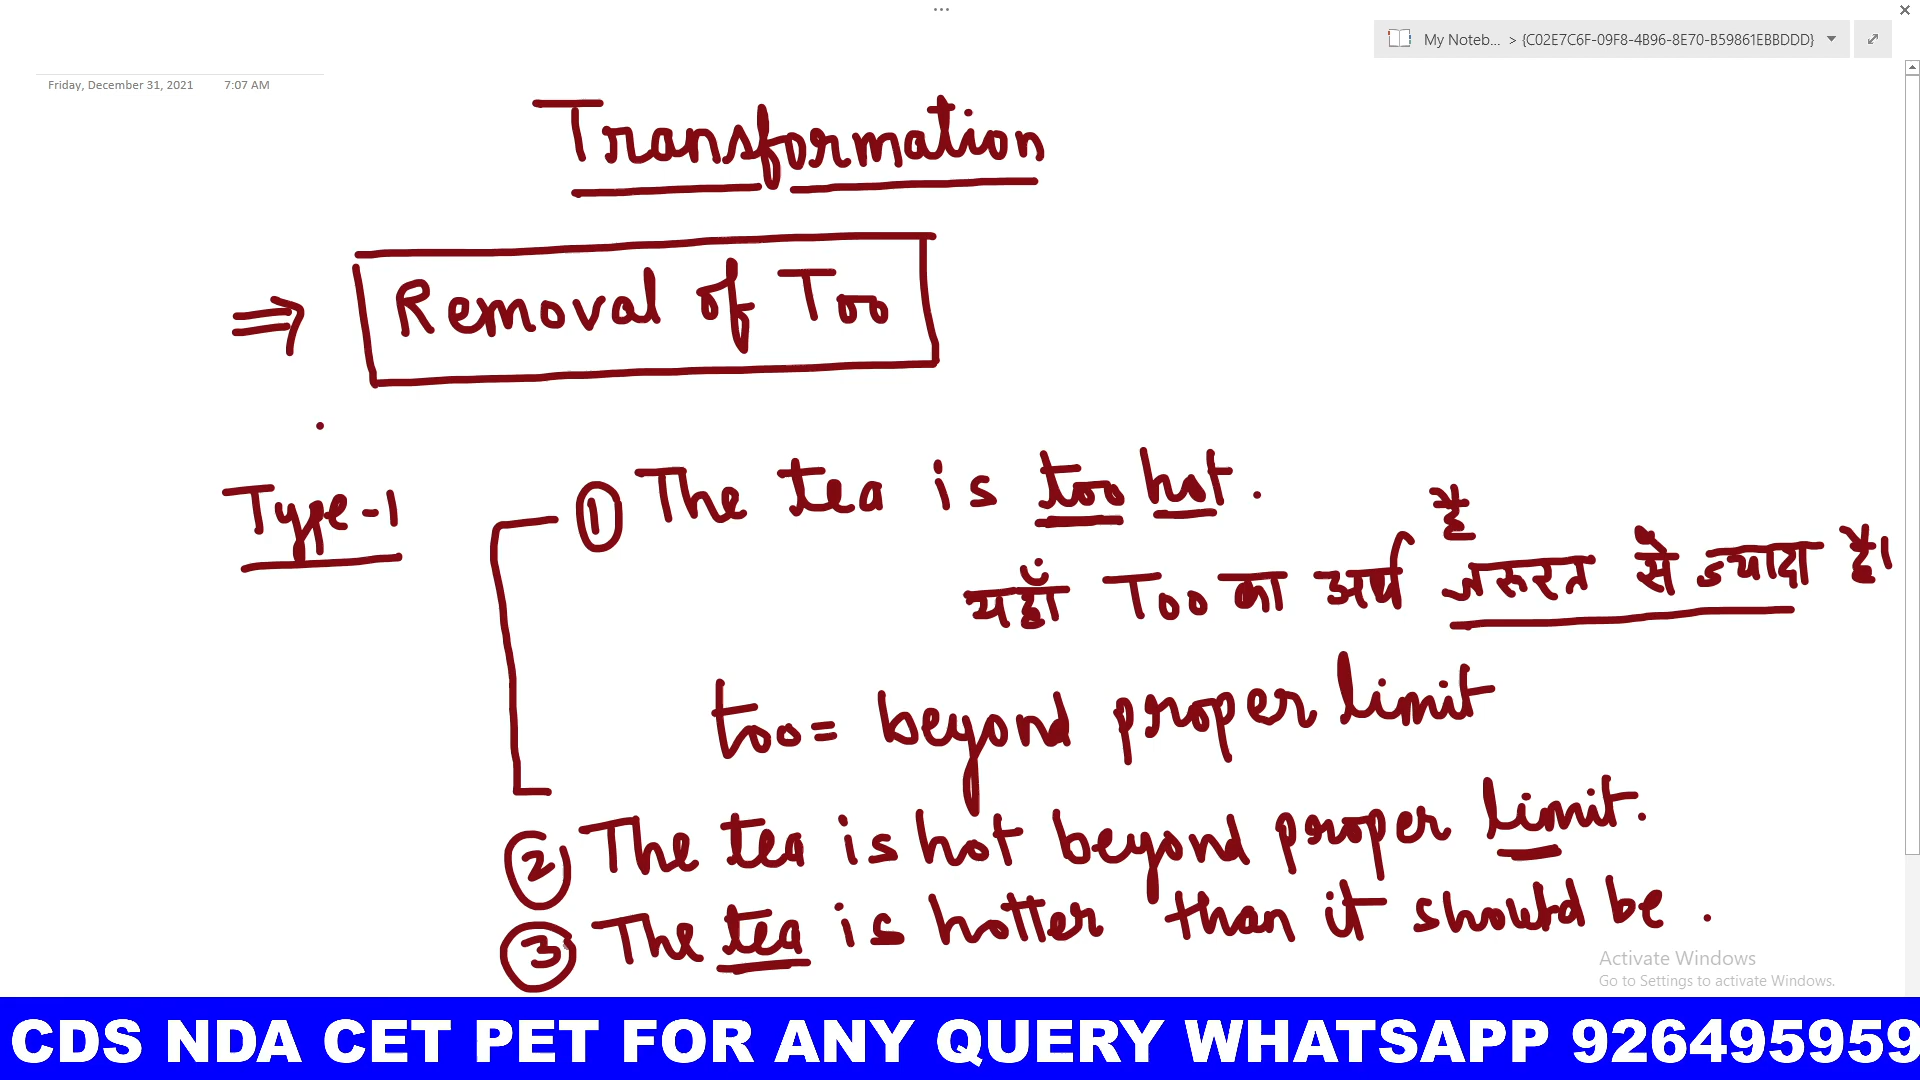 ...
My Noteb... > {C02E7C6F-09F8-4B96-8E70-B59861EBBDDD}
Friday, December 31, 2021 7:07 AM
Transformation
⇒ Removal of Too
Type-1 ① The tea is too hot.
है
यहाँ Too का अर्थ जरूरत से ज्यादा है।
too = beyond proper limit
② The tea is hot beyond proper limit.
③ The tea is hotter than it should be.
Activate Windows
Go to Settings to activate Windows.
CDS NDA CET PET FOR ANY QUERY WHATSAPP 926495959